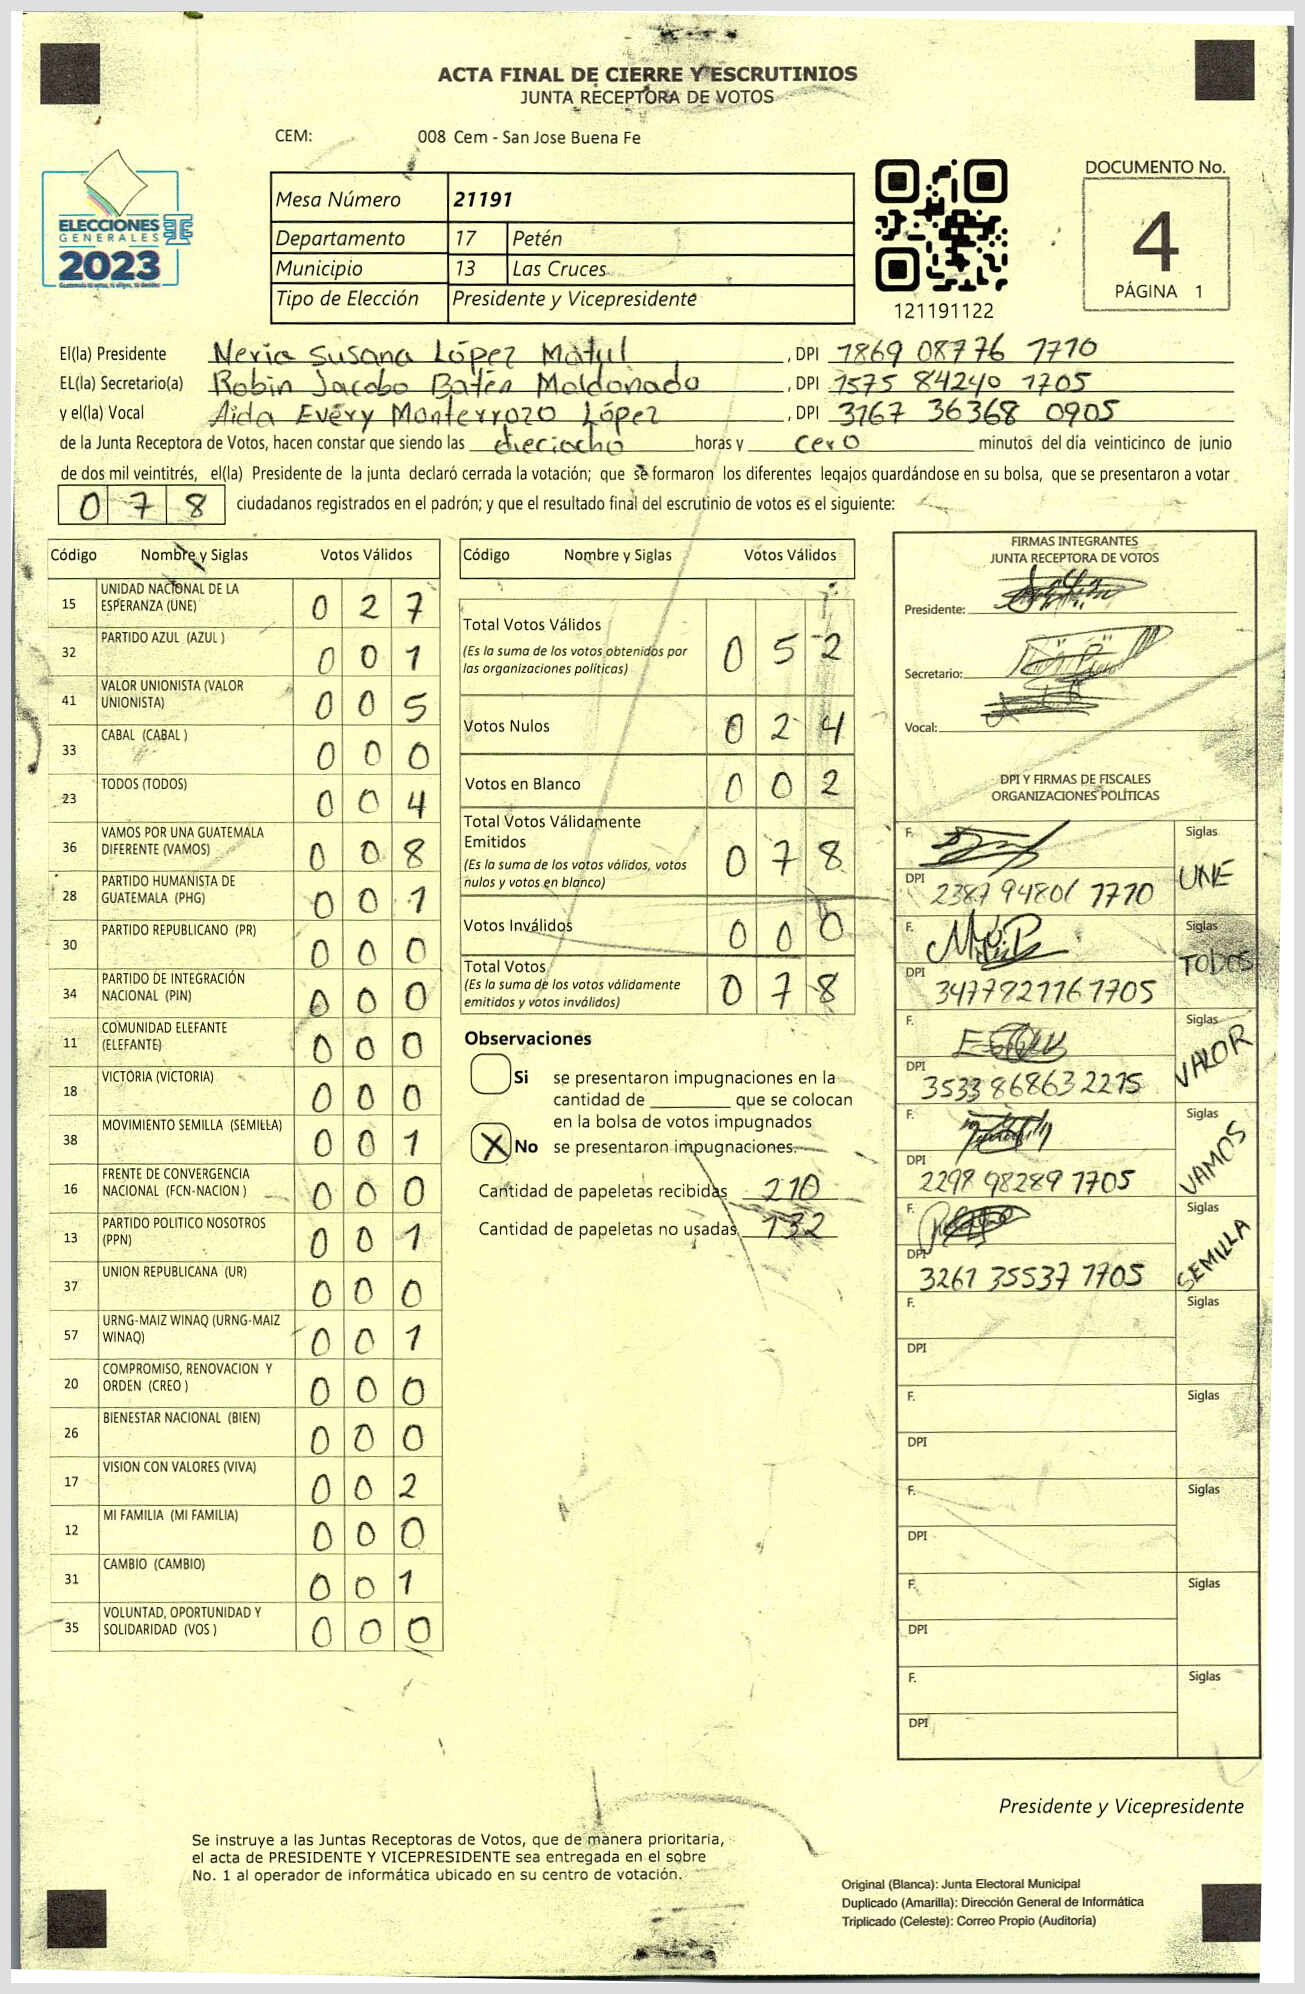 ACTA FINAL DE CIERRE Y ESCRUTINIOS
JUNTA RECEPTORA DE VOTOS
CEM: 008 Cem - San Jose Buena Fe
ELECCIONES
GENERALES
2023
Mesa Número 21191
Departamento 17 Petén
Municipio 13 Las Cruces
Tipo de Elección Presidente y Vicepresidente
121191122
DOCUMENTO No.
4
PÁGINA 1
El(la) Presidente Neria Susana López Matul, DPI 1869 08776 1710
EL(la) Secretario(a) Robin Jacobo Batén Maldonado, DPI 1575 84240 1705
y el(la) Vocal Aida Evéry Monterrozo López, DPI 3167 36368 0905
de la Junta Receptora de Votos, hacen constar que siendo las dieciocho horas y cero minutos del día veinticinco de junio
de dos mil veintitrés, el(la) Presidente de la junta declaró cerrada la votación; que se formaron los diferentes legajos quardándose en su bolsa, que se presentaron a votar
078 ciudadanos registrados en el padrón; y que el resultado final del escrutinio de votos es el siguiente:
Código Nombre y Siglas Votos Válidos
15 UNIDAD NACIONAL DE LA ESPERANZA (UNE) 0 2 7
32 PARTIDO AZUL (AZUL ) 0 0 1
41 VALOR UNIONISTA (VALOR UNIONISTA) 0 0 5
33 CABAL (CABAL ) 0 0 0
23 TODOS (TODOS) 0 0 4
36 VAMOS POR UNA GUATEMALA DIFERENTE (VAMOS) 0 0 8
28 PARTIDO HUMANISTA DE GUATEMALA (PHG) 0 0 1
30 PARTIDO REPUBLICANO (PR) 0 0 0
34 PARTIDO DE INTEGRACIÓN NACIONAL (PIN) 0 0 0
11 COMUNIDAD ELEFANTE (ELEFANTE) 0 0 0
18 VICTORIA (VICTORIA) 0 0 0
38 MOVIMIENTO SEMILLA (SEMILLA) 0 0 1
16 FRENTE DE CONVERGENCIA NACIONAL (FCN-NACION ) 0 0 0
13 PARTIDO POLITICO NOSOTROS (PPN) 0 0 1
37 UNION REPUBLICANA (UR) 0 0 0
57 URNG-MAIZ WINAQ (URNG-MAIZ WINAQ) 0 0 1
20 COMPROMISO, RENOVACION Y ORDEN (CREO ) 0 0 0
26 BIENESTAR NACIONAL (BIEN) 0 0 0
17 VISION CON VALORES (VIVA) 0 0 2
12 MI FAMILIA (MI FAMILIA) 0 0 0
31 CAMBIO (CAMBIO) 0 0 1
35 VOLUNTAD, OPORTUNIDAD Y SOLIDARIDAD (VOS ) 0 0 0
Código Nombre y Siglas Votos Válidos
Total Votos Válidos 0 5 2
(Es la suma de los votos obtenidos por
las organizaciones políticas)
Votos Nulos 0 2 4
Votos en Blanco 0 0 2
Total Votos Válidamente
Emitidos 0 7 8
(Es la suma de los votos válidos, votos
nulos y votos en blanco)
Votos Inválidos 0 0 0
Total Votos 0 7 8
(Es la suma de los votos válidamente
emitidos y votos inválidos)
Observaciones
Si se presentaron impugnaciones en la
cantidad de ________ que se colocan
en la bolsa de votos impugnados
X No se presentaron impugnaciones.
Cantidad de papeletas recibidas 210
Cantidad de papeletas no usadas 132
FIRMAS INTEGRANTES
JUNTA RECEPTORA DE VOTOS
Presidente:
Secretario:
Vocal:
DPI Y FIRMAS DE FISCALES
ORGANIZACIONES POLÍTICAS
F. Siglas UNE
DPI 2387 94806 1710
F. Siglas TODOS
DPI 3477921761705
F. Siglas VALOR
DPI 3533 86863 2215
F. Siglas VAMOS
DPI 2298 98289 1705
F. Siglas SEMILLA
DPI 3261 35537 1705
F. Siglas
DPI
F. Siglas
DPI
F. Siglas
DPI
F. Siglas
DPI
F. Siglas
DPI
Presidente y Vicepresidente
Se instruye a las Juntas Receptoras de Votos, que de manera prioritaria,
el acta de PRESIDENTE Y VICEPRESIDENTE sea entregada en el sobre
No. 1 al operador de informática ubicado en su centro de votación.
Original (Blanca): Junta Electoral Municipal
Duplicado (Amarilla): Dirección General de Informática
Triplicado (Celeste): Correo Propio (Auditoría)